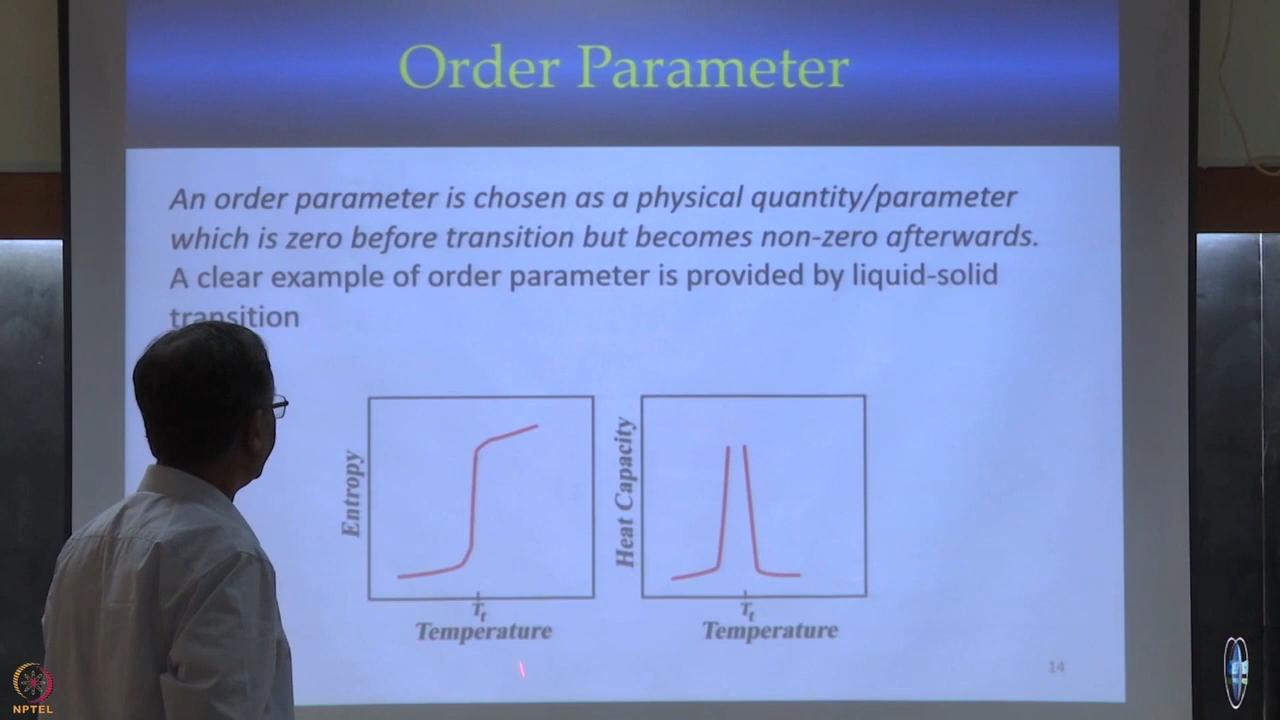 Order Parameter
An order parameter is chosen as a physical quantity/parameter
which is zero before transition but becomes non-zero afterwards.
A clear example of order parameter is provided by liquid-solid
transition
Entropy
T_t
Temperature
Heat Capacity
T_t
Temperature
14
NPTEL